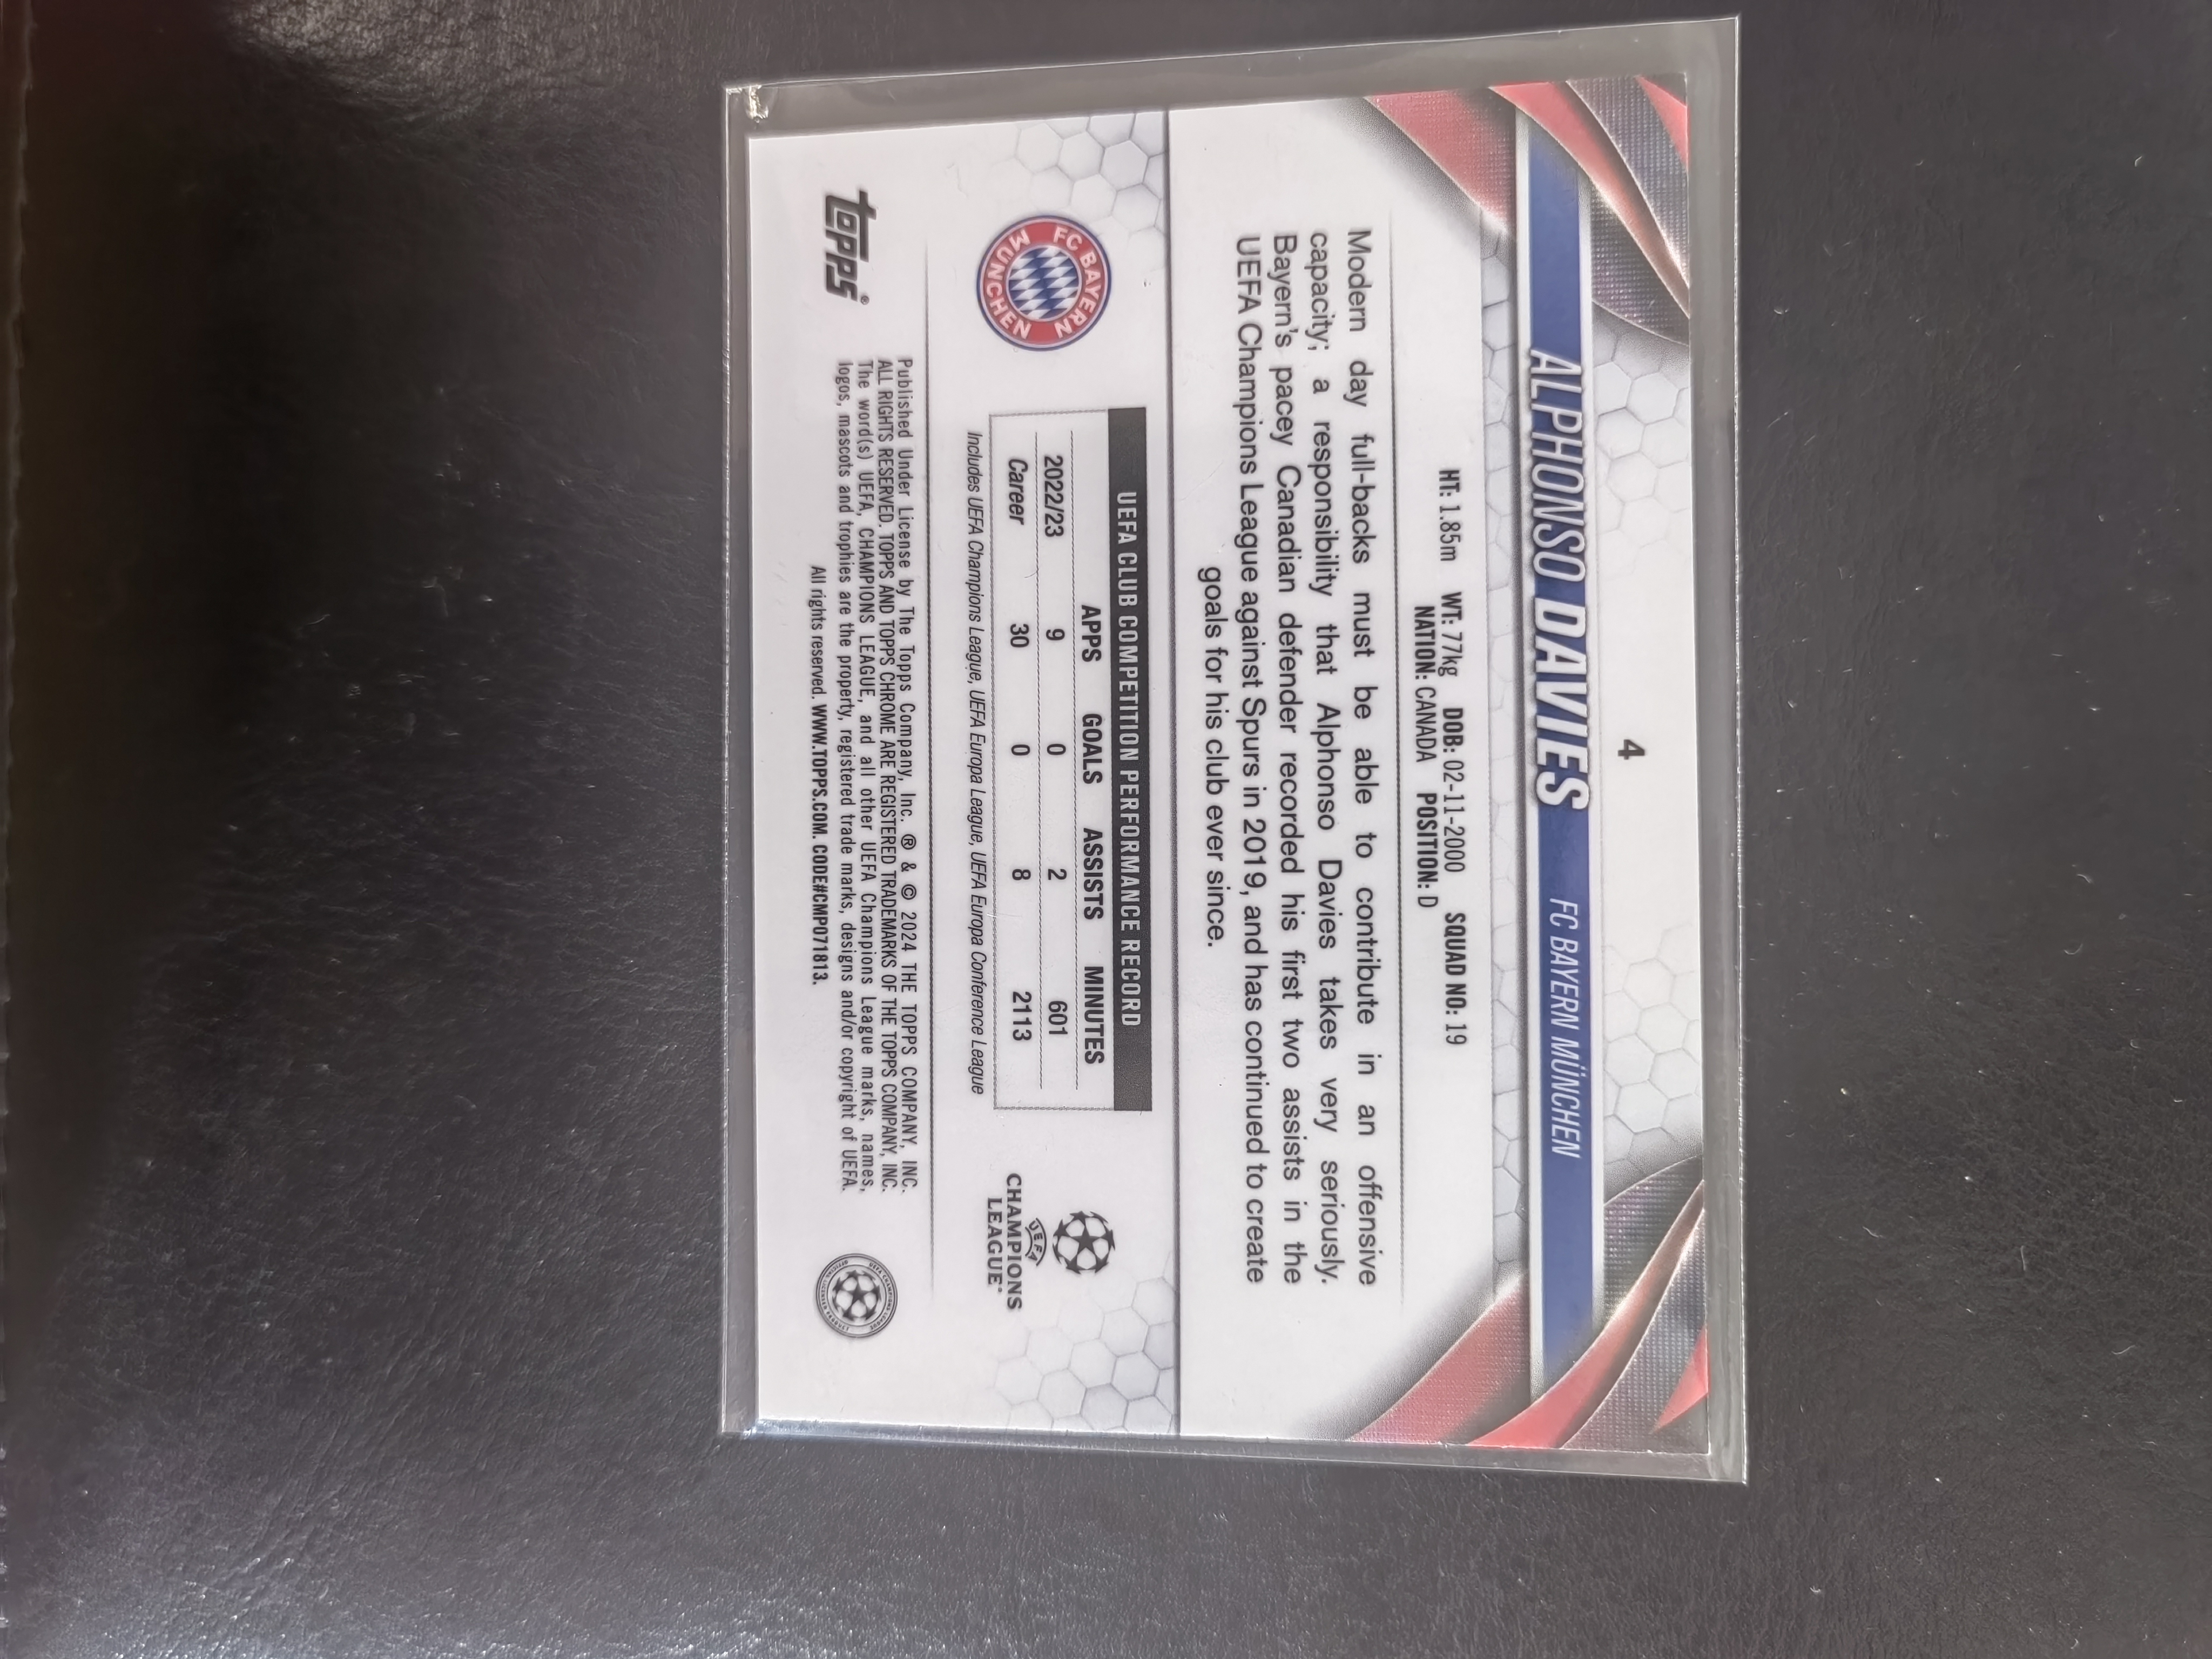 4
ALPHONSO DAVIES FC BAYERN MÜNCHEN
HT: 1.85m WT: 77kg DOB: 02-11-2000 SQUAD NO: 19
NATION: CANADA POSITION: D
Modern day full-backs must be able to contribute in an offensive
capacity; a responsibility that Alphonso Davies takes very seriously.
Bayern's pacey Canadian defender recorded his first two assists in the
UEFA Champions League against Spurs in 2019, and has continued to create
goals for his club ever since.
FC BAYERN MÜNCHEN
UEFA CLUB COMPETITION PERFORMANCE RECORD
APPS GOALS ASSISTS MINUTES
2022/23 9 0 2 601
Career 30 0 8 2113
Includes UEFA Champions League, UEFA Europa League, UEFA Europa Conference League
UEFA
CHAMPIONS
LEAGUE
topps®
Published Under License by The Topps Company, Inc. ® & © 2024 THE TOPPS COMPANY, INC.
ALL RIGHTS RESERVED. TOPPS AND TOPPS CHROME ARE REGISTERED TRADEMARKS OF THE TOPPS COMPANY, INC.
The word(s) UEFA, CHAMPIONS LEAGUE, and all other UEFA Champions League marks, names,
logos, mascots and trophies are the property, registered trade marks, designs and/or copyright of UEFA.
All rights reserved. WWW.TOPPS.COM. CODE#CMP071813.